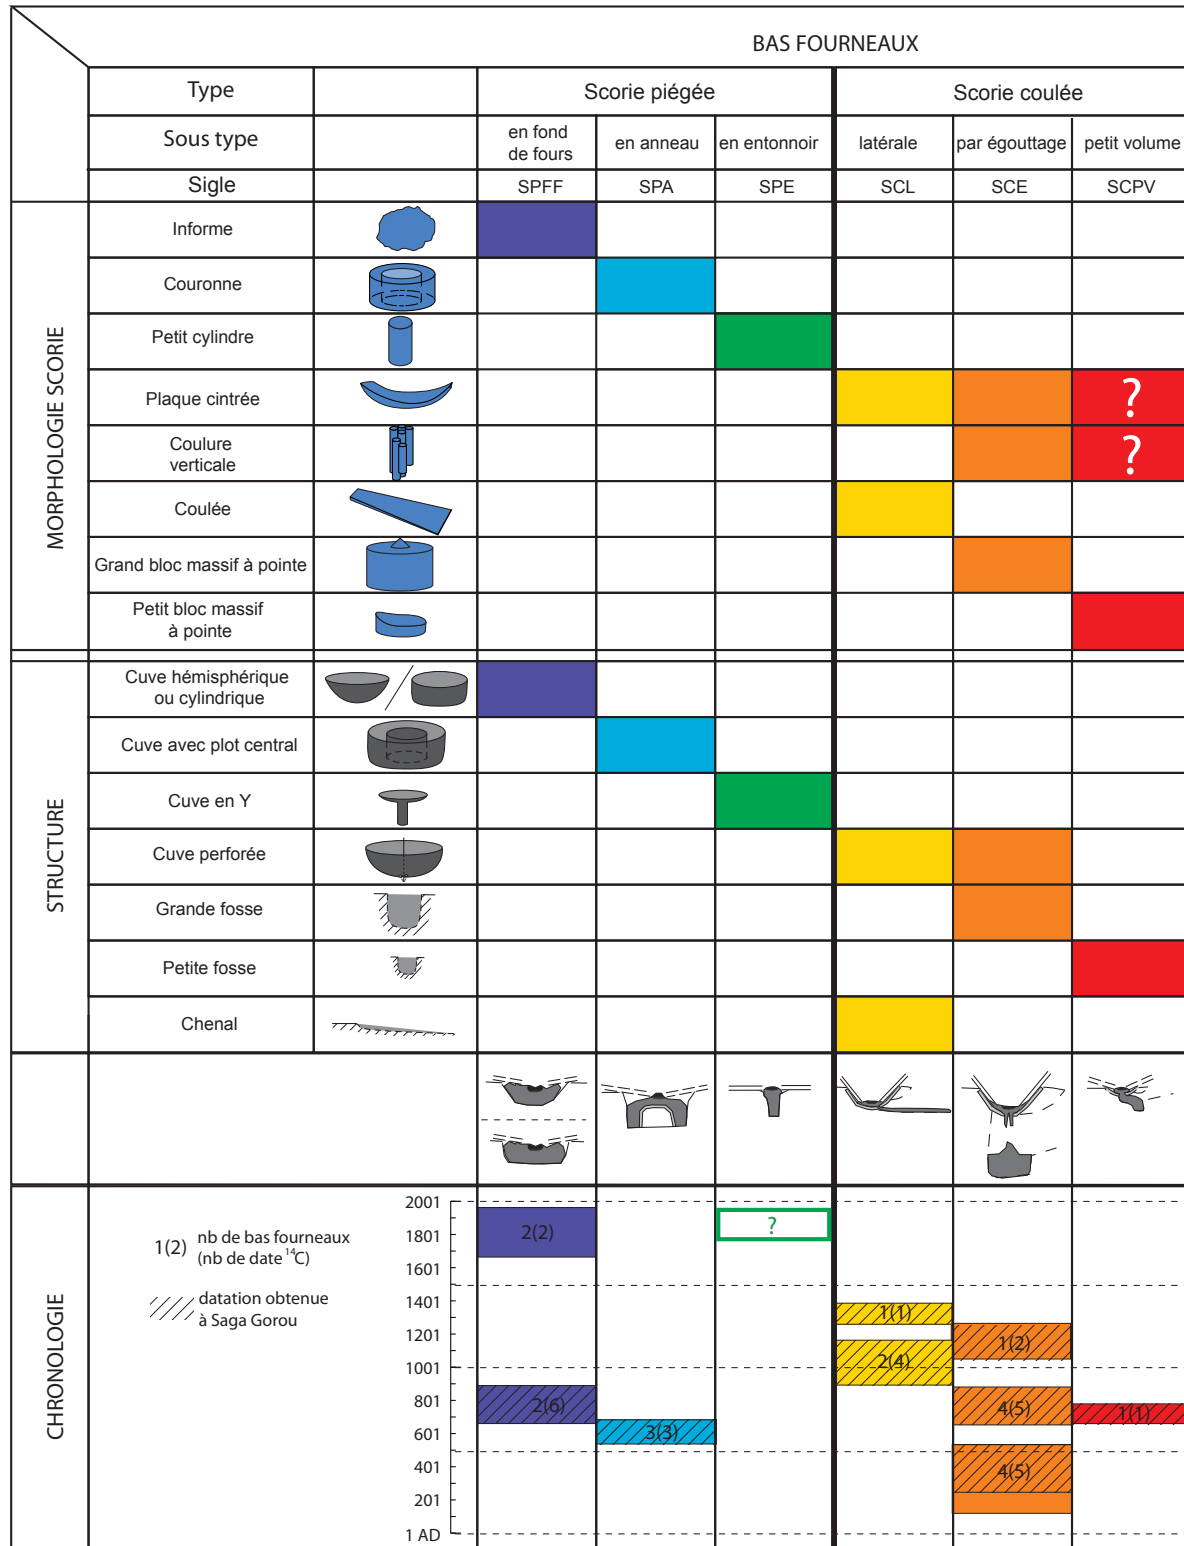 BAS FOURNEAUX
Type
Scorie piégée
Scorie coulée
Sous type
en fond
de fours
en anneau
en entonnoir
latérale
par égouttage
petit volume
Sigle
SPFF
SPA
SPE
SCL
SCE
SCPV
MORPHOLOGIE SCORIE
Informe
Couronne
Petit cylindre
Plaque cintrée
?
Coulure
verticale
?
Coulée
Grand bloc massif à pointe
Petit bloc massif
à pointe
STRUCTURE
Cuve hémisphérique
ou cylindrique
Cuve avec plot central
Cuve en Y
Cuve perforée
Grande fosse
Petite fosse
Chenal
CHRONOLOGIE
1(2) nb de bas fourneaux
(nb de date 14C)
datation obtenue
à Saga Gorou
2001
1801
1601
1401
1201
1001
801
601
401
201
1 AD
2(2)
?
1(1)
1(2)
2(4)
2(6)
4(5)
1(1)
3(3)
4(5)